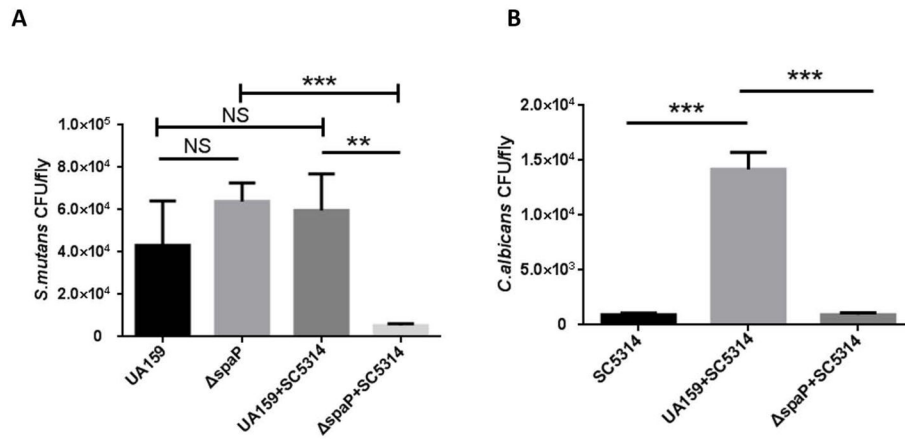 A
B
***
NS
NS
**
1.0×10⁵
8.0×10⁴
6.0×10⁴
4.0×10⁴
2.0×10⁴
0
S.mutans CFU/fly
UA159
ΔspaP
UA159+SC5314
ΔspaP+SC5314
***
***
2.0×10⁴
1.5×10⁴
1.0×10⁴
5.0×10³
0
C.albicans CFU/fly
SC5314
UA159+SC5314
ΔspaP+SC5314